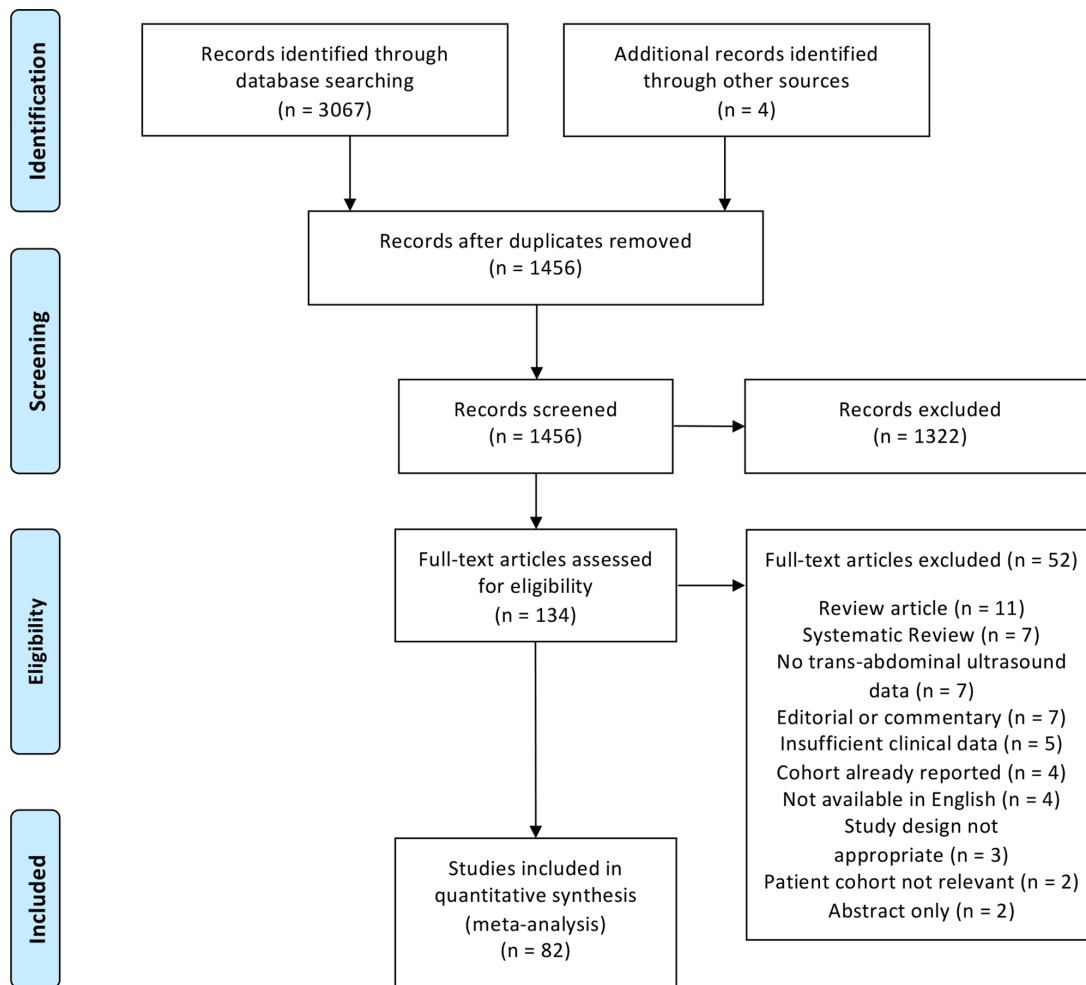 Identification
Records identified through
database searching
(n = 3067)
Additional records identified
through other sources
(n = 4)
Records after duplicates removed
(n = 1456)
Screening
Records screened
(n = 1456)
Records excluded
(n = 1322)
Eligibility
Full-text articles assessed
for eligibility
(n = 134)
Full-text articles excluded (n = 52)
Review article (n = 11)
Systematic Review (n = 7)
No trans-abdominal ultrasound
data (n = 7)
Editorial or commentary (n = 7)
Insufficient clinical data (n = 5)
Cohort already reported (n = 4)
Not available in English (n = 4)
Study design not
appropriate (n = 3)
Patient cohort not relevant (n = 2)
Abstract only (n = 2)
Included
Studies included in
quantitative synthesis
(meta-analysis)
(n = 82)